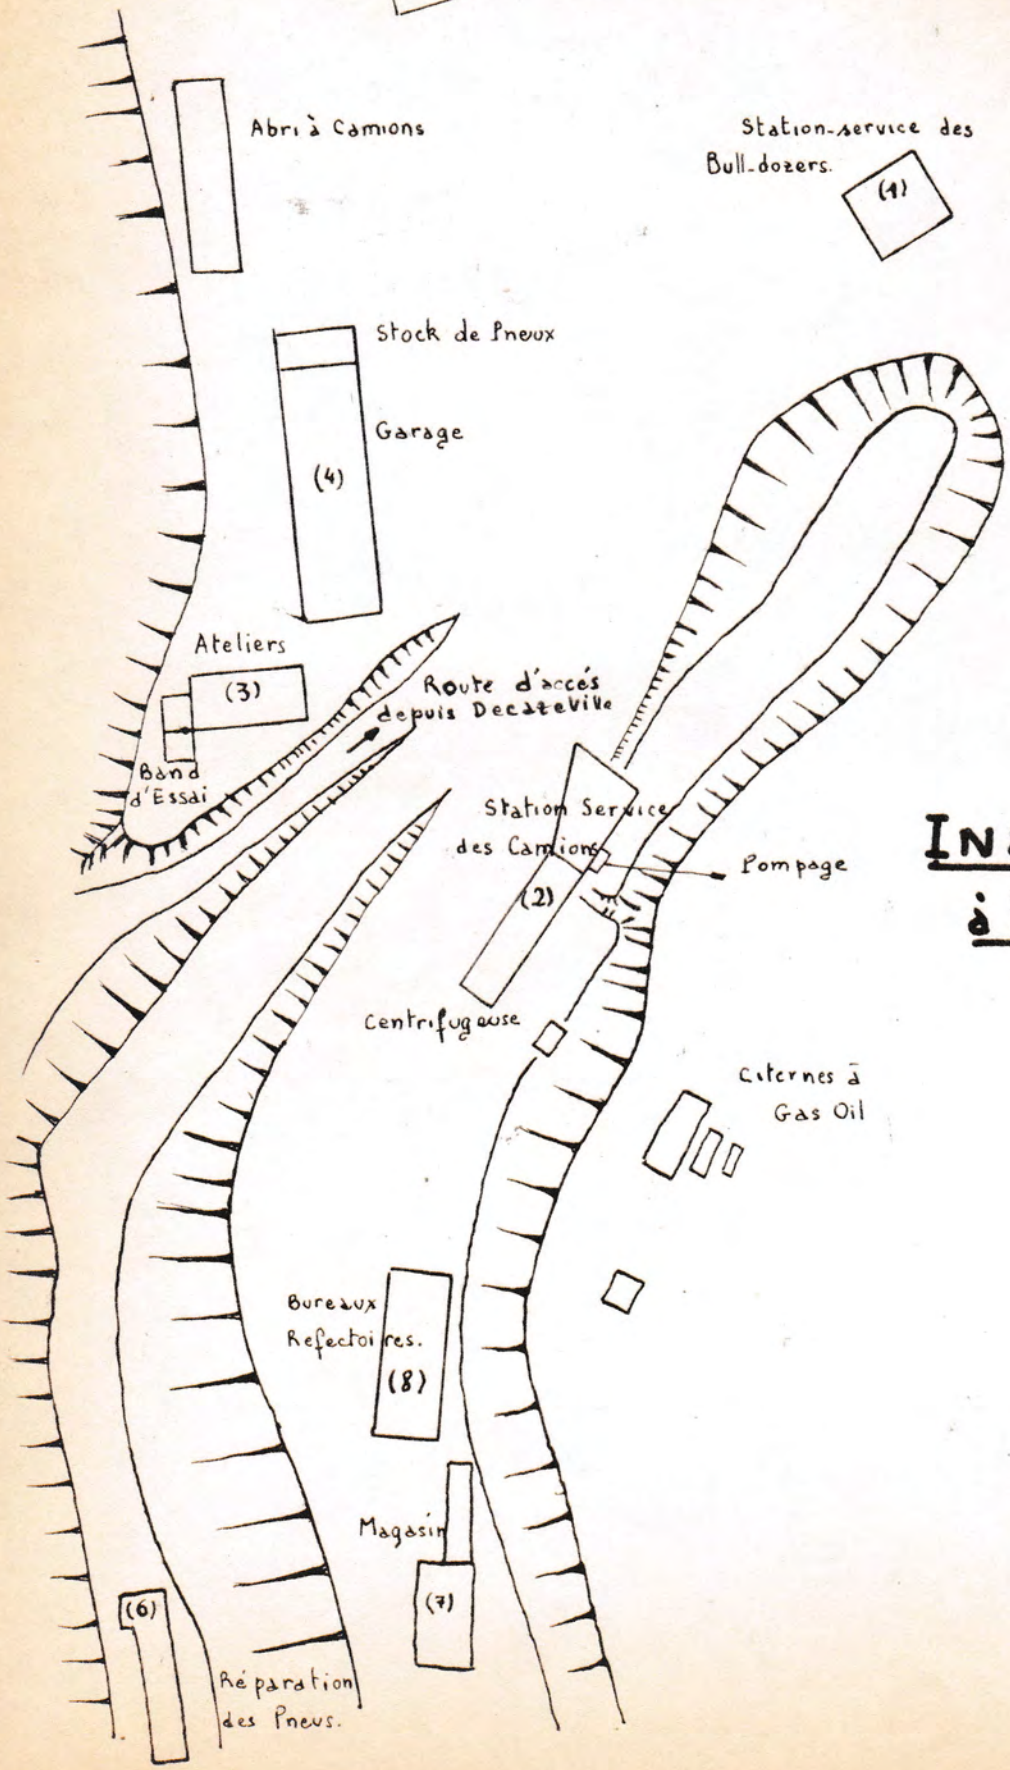 Abri à Camions
Station-service des
Bull-dozers.
(1)
Stock de Pneux
Garage
(4)
Ateliers
(3)
Route d'accés
depuis Decazeville
Band
d'Essai
Station Service
des Camions
(2)
Pompage
à
Centrifugeuse
Citernes à
Gas Oil
Bureaux
Refectoires.
(8)
Magasin
(7)
(6)
Réparation
des Pneus.